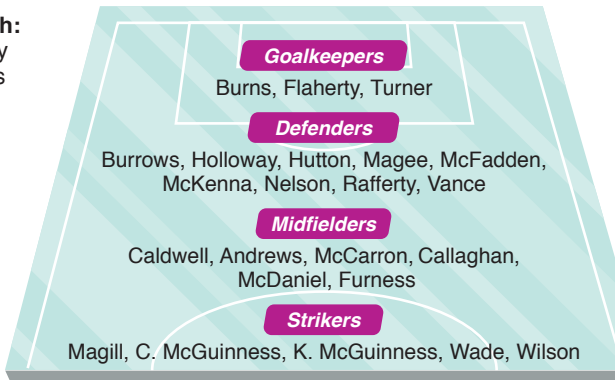 h:
y
s
Goalkeepers
Burns, Flaherty, Turner
Defenders
Burrows, Holloway, Hutton, Magee, McFadden,
McKenna, Nelson, Rafferty, Vance
Midfielders
Caldwell, Andrews, McCarron, Callaghan,
McDaniel, Furness
Strikers
Magill, C. McGuinness, K. McGuinness, Wade, Wilson